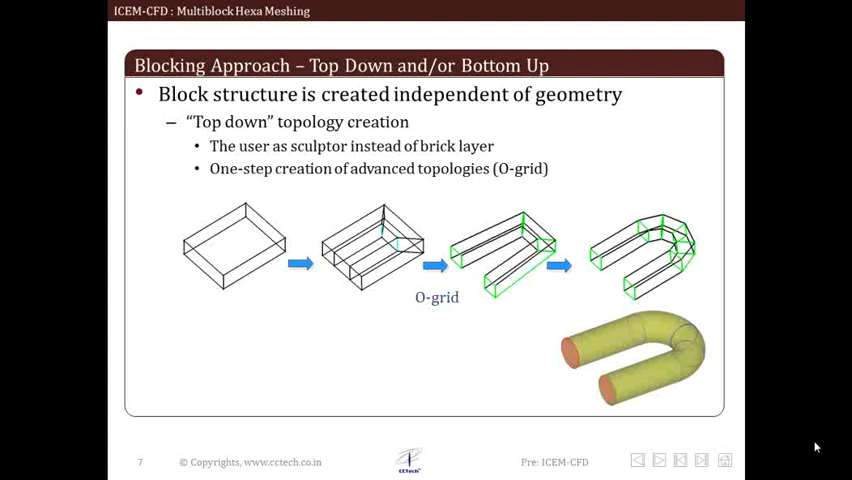 ICEM-CFD : Multiblock Hexa Meshing
Blocking Approach – Top Down and/or Bottom Up
• Block structure is created independent of geometry
– “Top down” topology creation
• The user as sculptor instead of brick layer
• One-step creation of advanced topologies (O-grid)
O-grid
7 © Copyrights, www.cctech.co.in CCTech Pre: ICEM-CFD